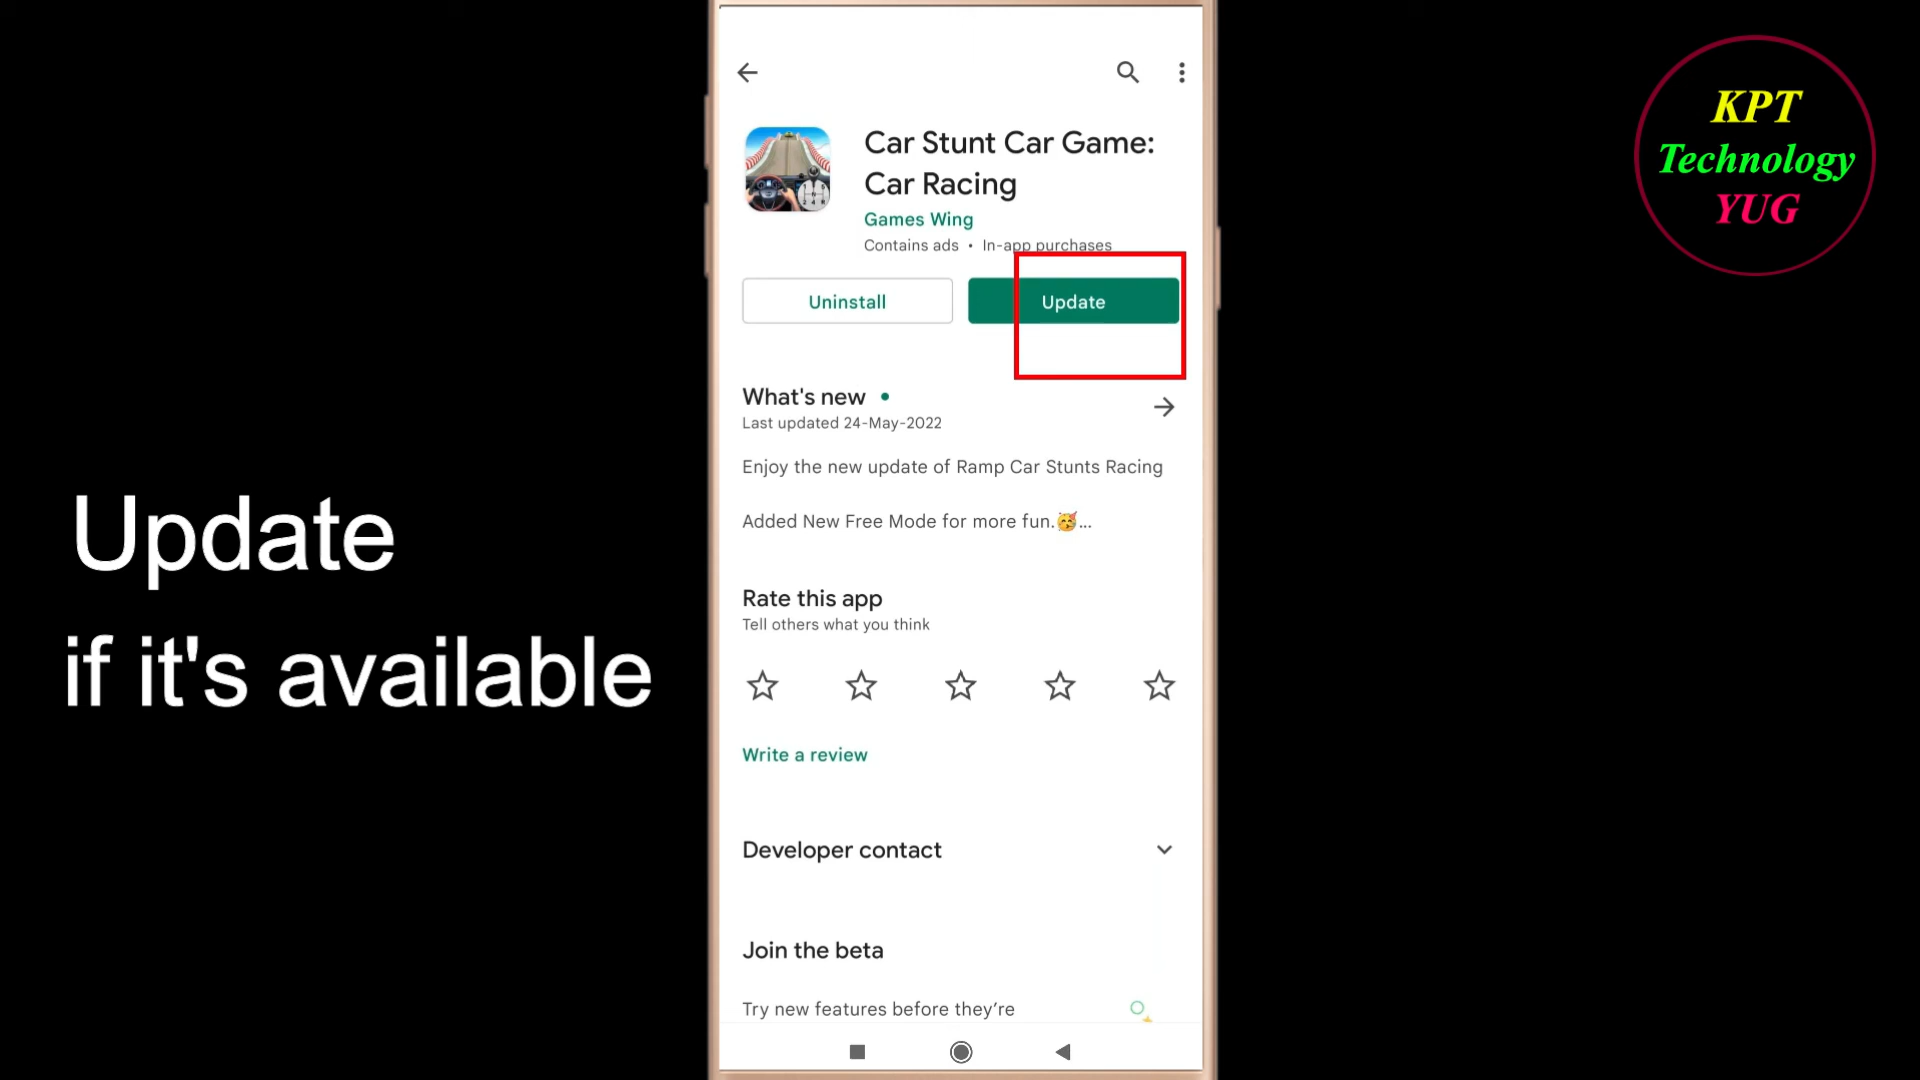 KPT
Technology
YUG
Car Stunt Car Game:
Car Racing
Games Wing
Contains ads • In-app purchases
Uninstall
Update
What's new •
Last updated 24-May-2022
Enjoy the new update of Ramp Car Stunts Racing
Added New Free Mode for more fun.🥳...
Rate this app
Tell others what you think
Write a review
Developer contact
Join the beta
Try new features before they’re
Update
if it's available